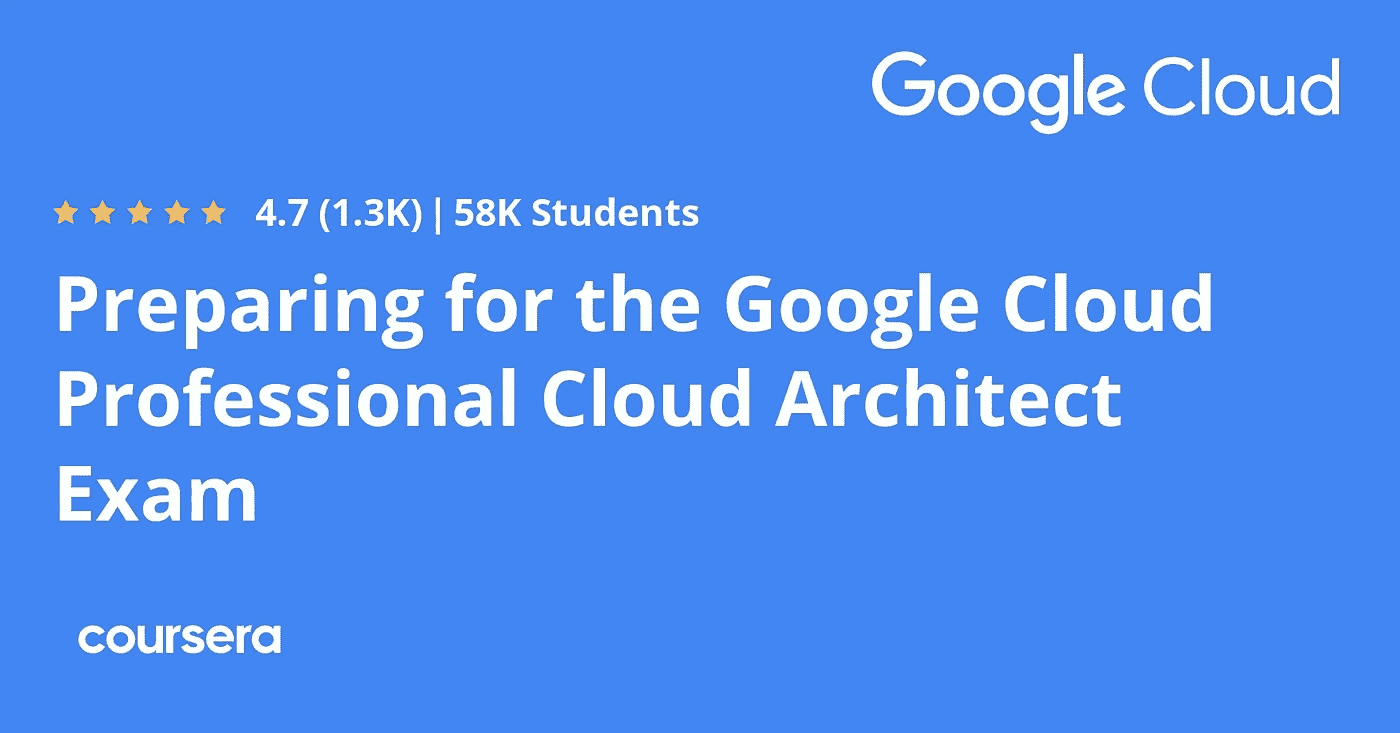 Google Cloud
4.7 (1.3K) | 58K Students
Preparing for the Google Cloud
Professional Cloud Architect
Exam
coursera